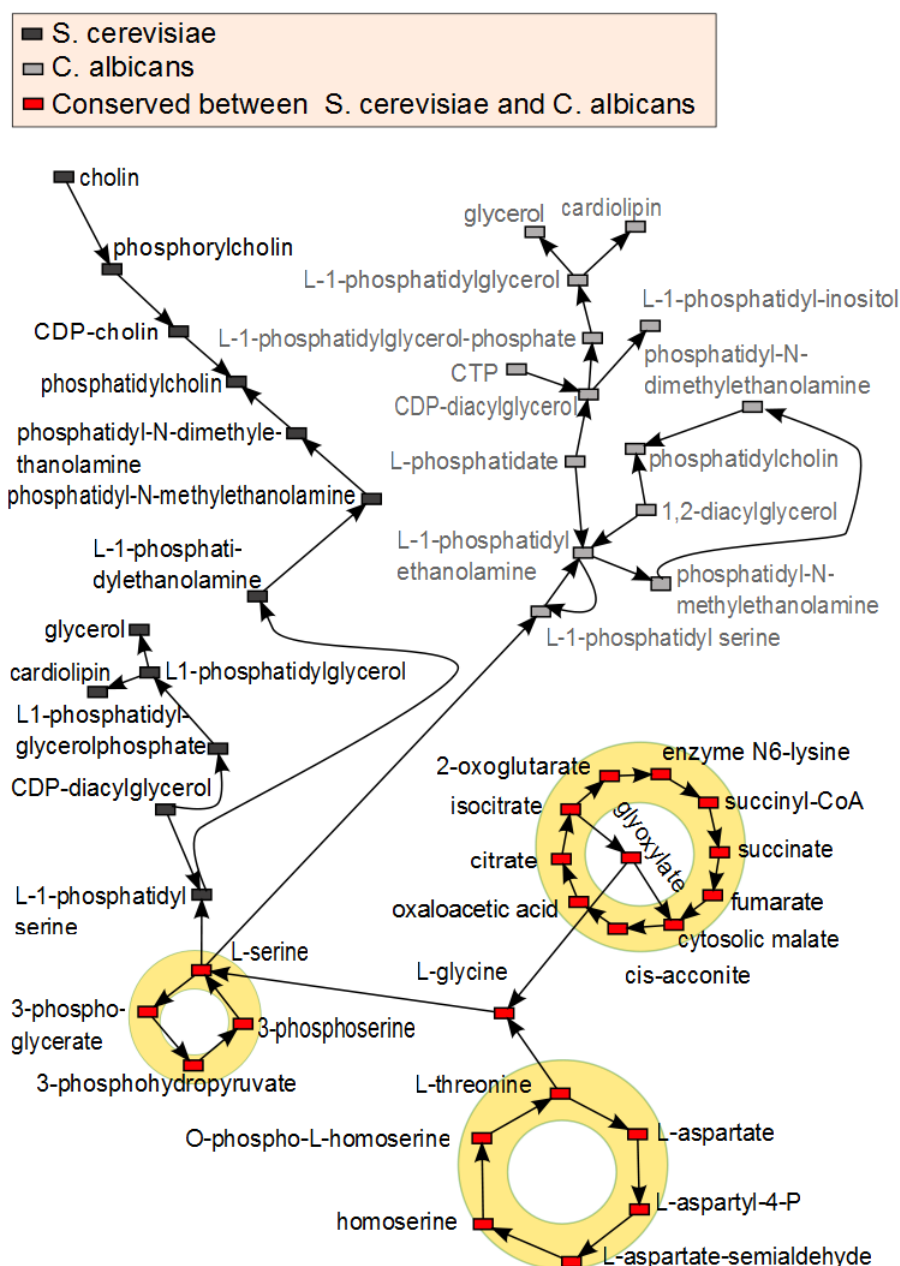 S. cerevisiae
C. albicans
Conserved between S. cerevisiae and C. albicans
cholin
phosphorylcholin
CDP-cholin
phosphatidylcholin
phosphatidyl-N-dimethyle-
thanolamine
phosphatidyl-N-methylethanolamine
L-1-phosphati-
dylethanolamine
glycerol
cardiolipin
L1-phosphatidylglycerol
L1-phosphatidyl-
glycerolphosphate
CDP-diacylglycerol
L-1-phosphatidyl
serine
glycerol
cardiolipin
L-1-phosphatidylglycerol
L-1-phosphatidyl-inositol
L-1-phosphatidylglycerol-phosphate
phosphatidyl-N-
dimethylethanolamine
CTP
CDP-diacylglycerol
L-phosphatidate
phosphatidylcholin
1,2-diacylglycerol
L-1-phosphatidyl
ethanolamine
phosphatidyl-N-
methylethanolamine
L-1-phosphatidyl serine
2-oxoglutarate
enzyme N6-lysine
isocitrate
glyoxylate
succinyl-CoA
citrate
succinate
oxaloacetic acid
fumarate
cytosolic malate
cis-acconite
L-serine
L-glycine
3-phospho-
glycerate
3-phosphoserine
3-phosphohydropyruvate
L-threonine
O-phospho-L-homoserine
L-aspartate
homoserine
L-aspartyl-4-P
L-aspartate-semialdehyde